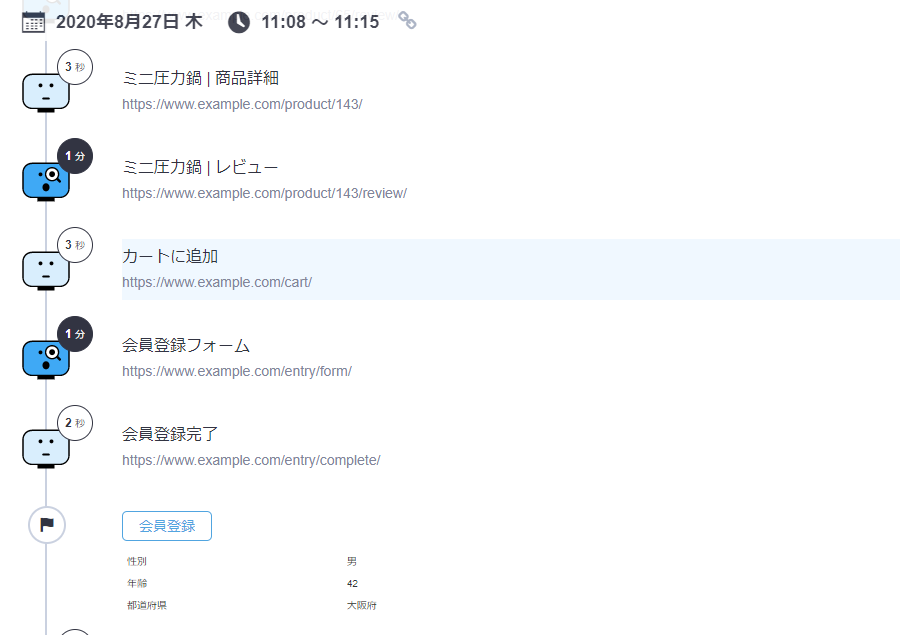 2020年8月27日 木 11:08 ～ 11:15
3 秒
ミニ圧力鍋 | 商品詳細
https://www.example.com/product/143/
1 分
ミニ圧力鍋 | レビュー
https://www.example.com/product/143/review/
3 秒
カートに追加
https://www.example.com/cart/
1 分
会員登録フォーム
https://www.example.com/entry/form/
2 秒
会員登録完了
https://www.example.com/entry/complete/
会員登録
性別 男
年齢 42
都道府県 大阪府